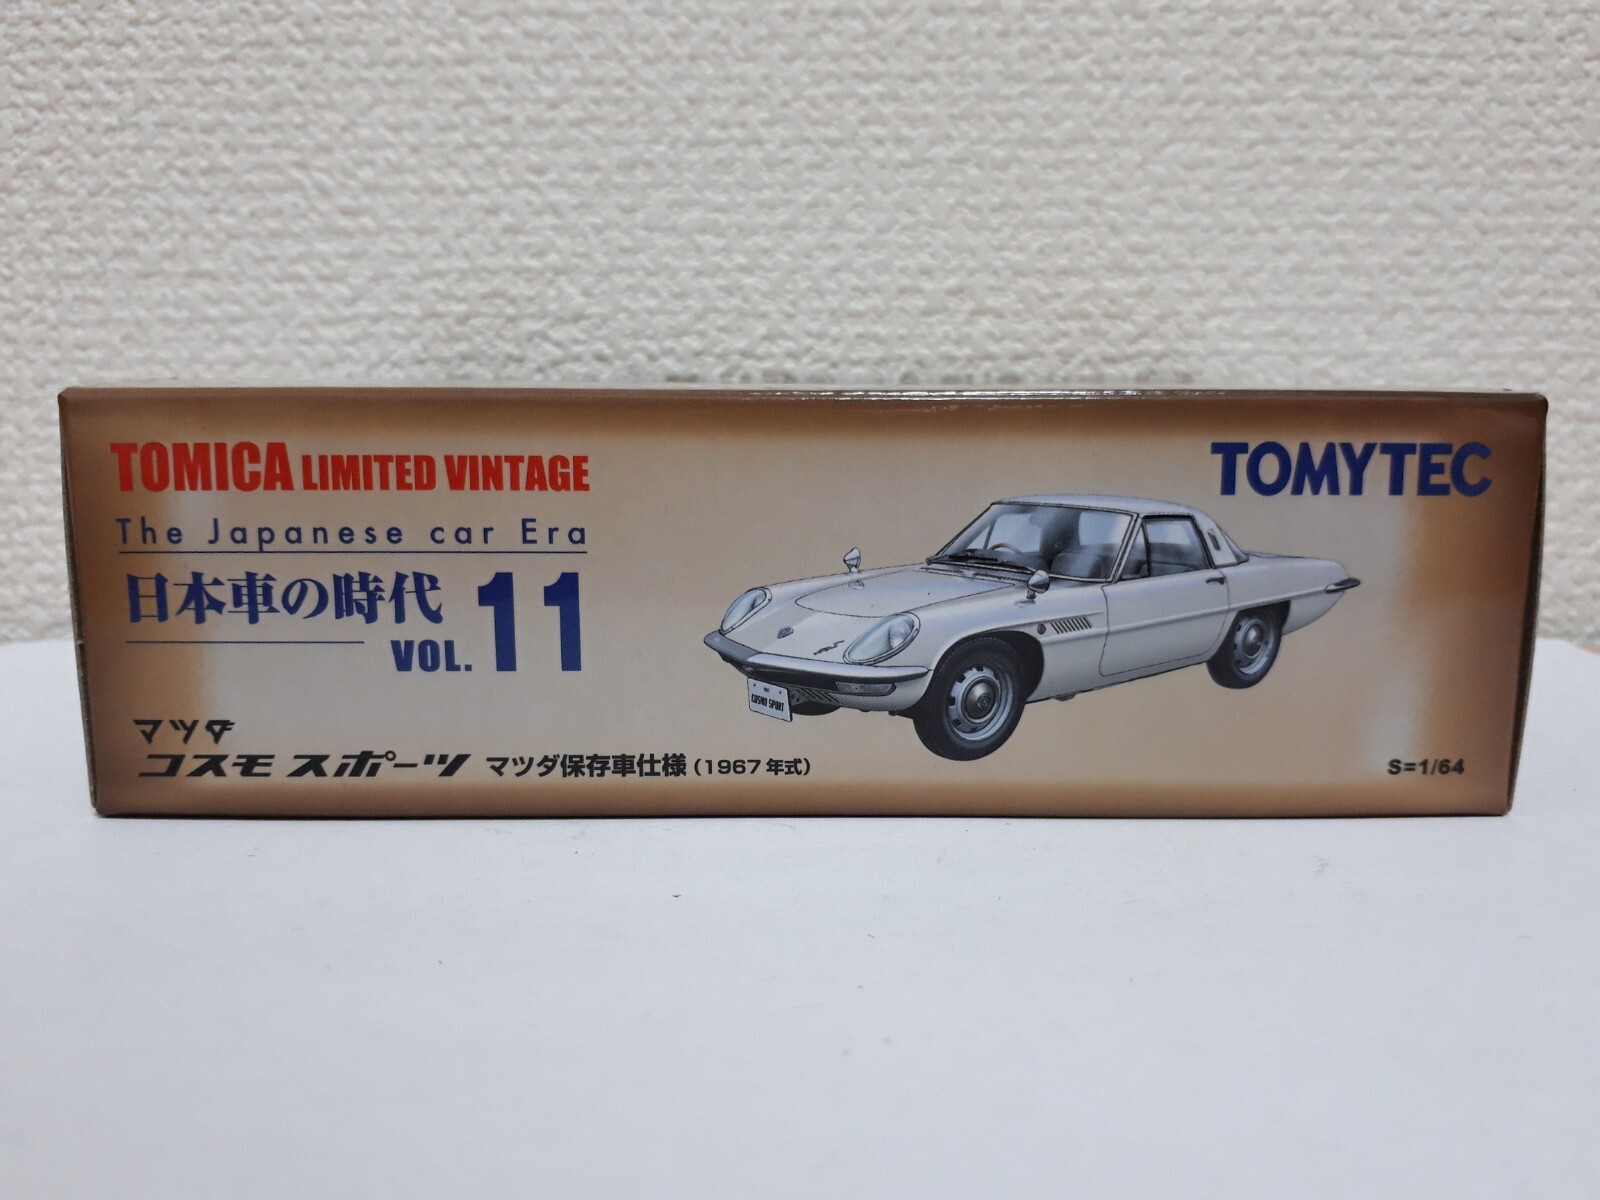 TOMICA LIMITED VINTAGE
TOMYTEC
The Japanese car Era
日本車の時代
VOL. 11
COSMO SPORT
マツダ
コスモ スポーツ マツダ保存車仕様 (1967年式)
S=1/64